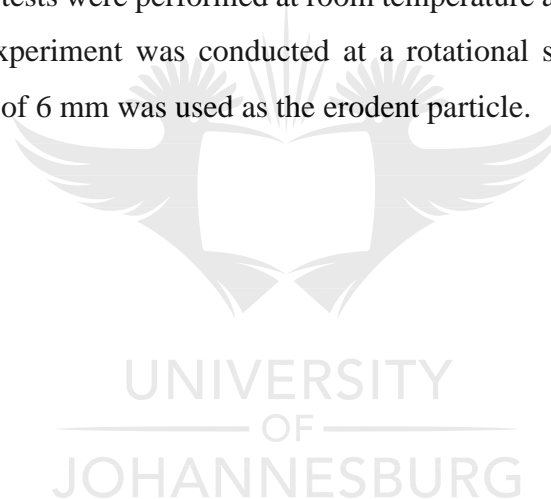 tests were performed at room temperature a
xperiment was conducted at a rotational s
of 6 mm was used as the erodent particle.
UNIVERSITY
OF
JOHANNESBURG